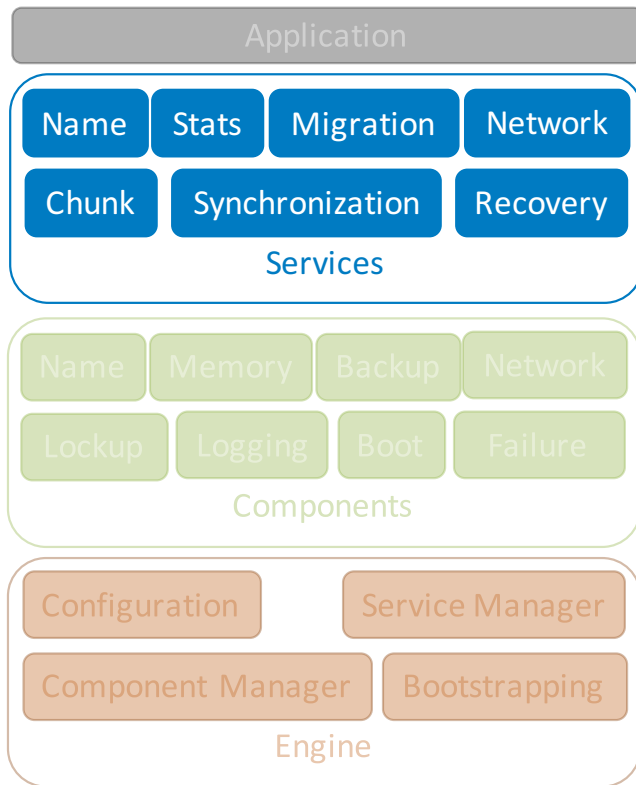 Application
Name Stats Migration Network
Chunk Synchronization Recovery
Services
Name Memory Backup Network
Lockup Logging Boot Failure
Components
Configuration Service Manager
Component Manager Bootstrapping
Engine